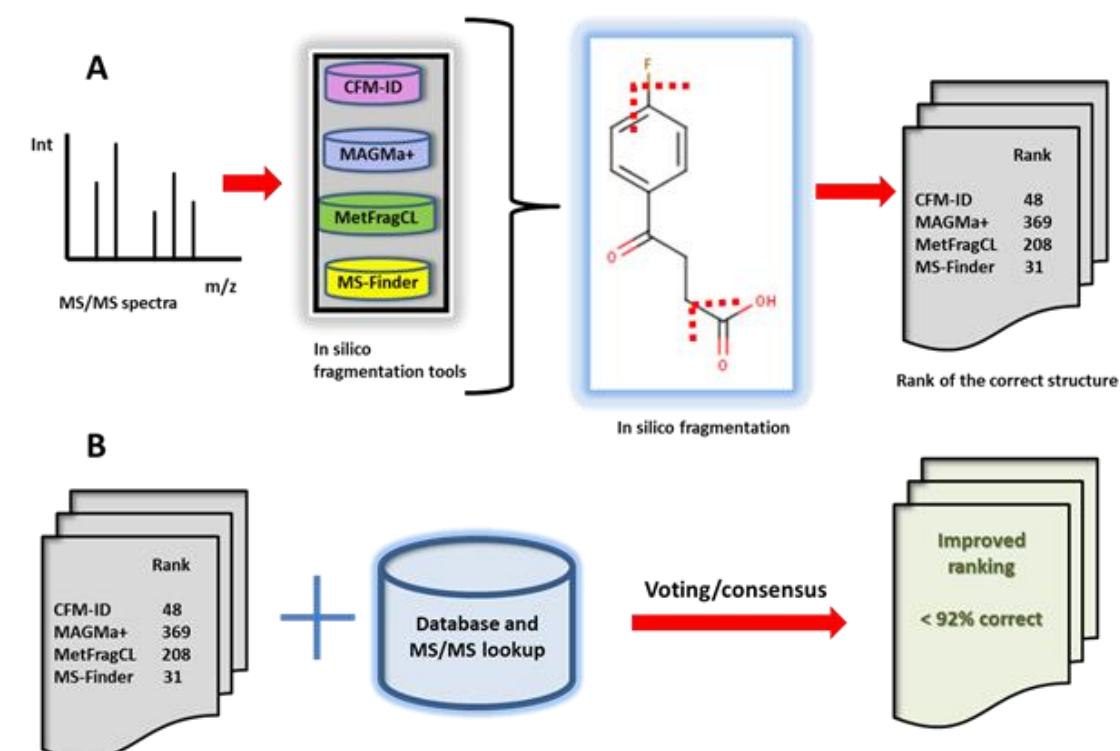 A
Int
m/z
MS/MS spectra
CFM-ID
MAGMa+
MetFragCL
MS-Finder
In silico
fragmentation tools
F
O
OH
O
In silico fragmentation
Rank
CFM-ID 48
MAGMa+ 369
MetFragCL 208
MS-Finder 31
Rank of the correct structure
B
Rank
CFM-ID 48
MAGMa+ 369
MetFragCL 208
MS-Finder 31
Database and
MS/MS lookup
Voting/consensus
Improved
ranking
< 92% correct